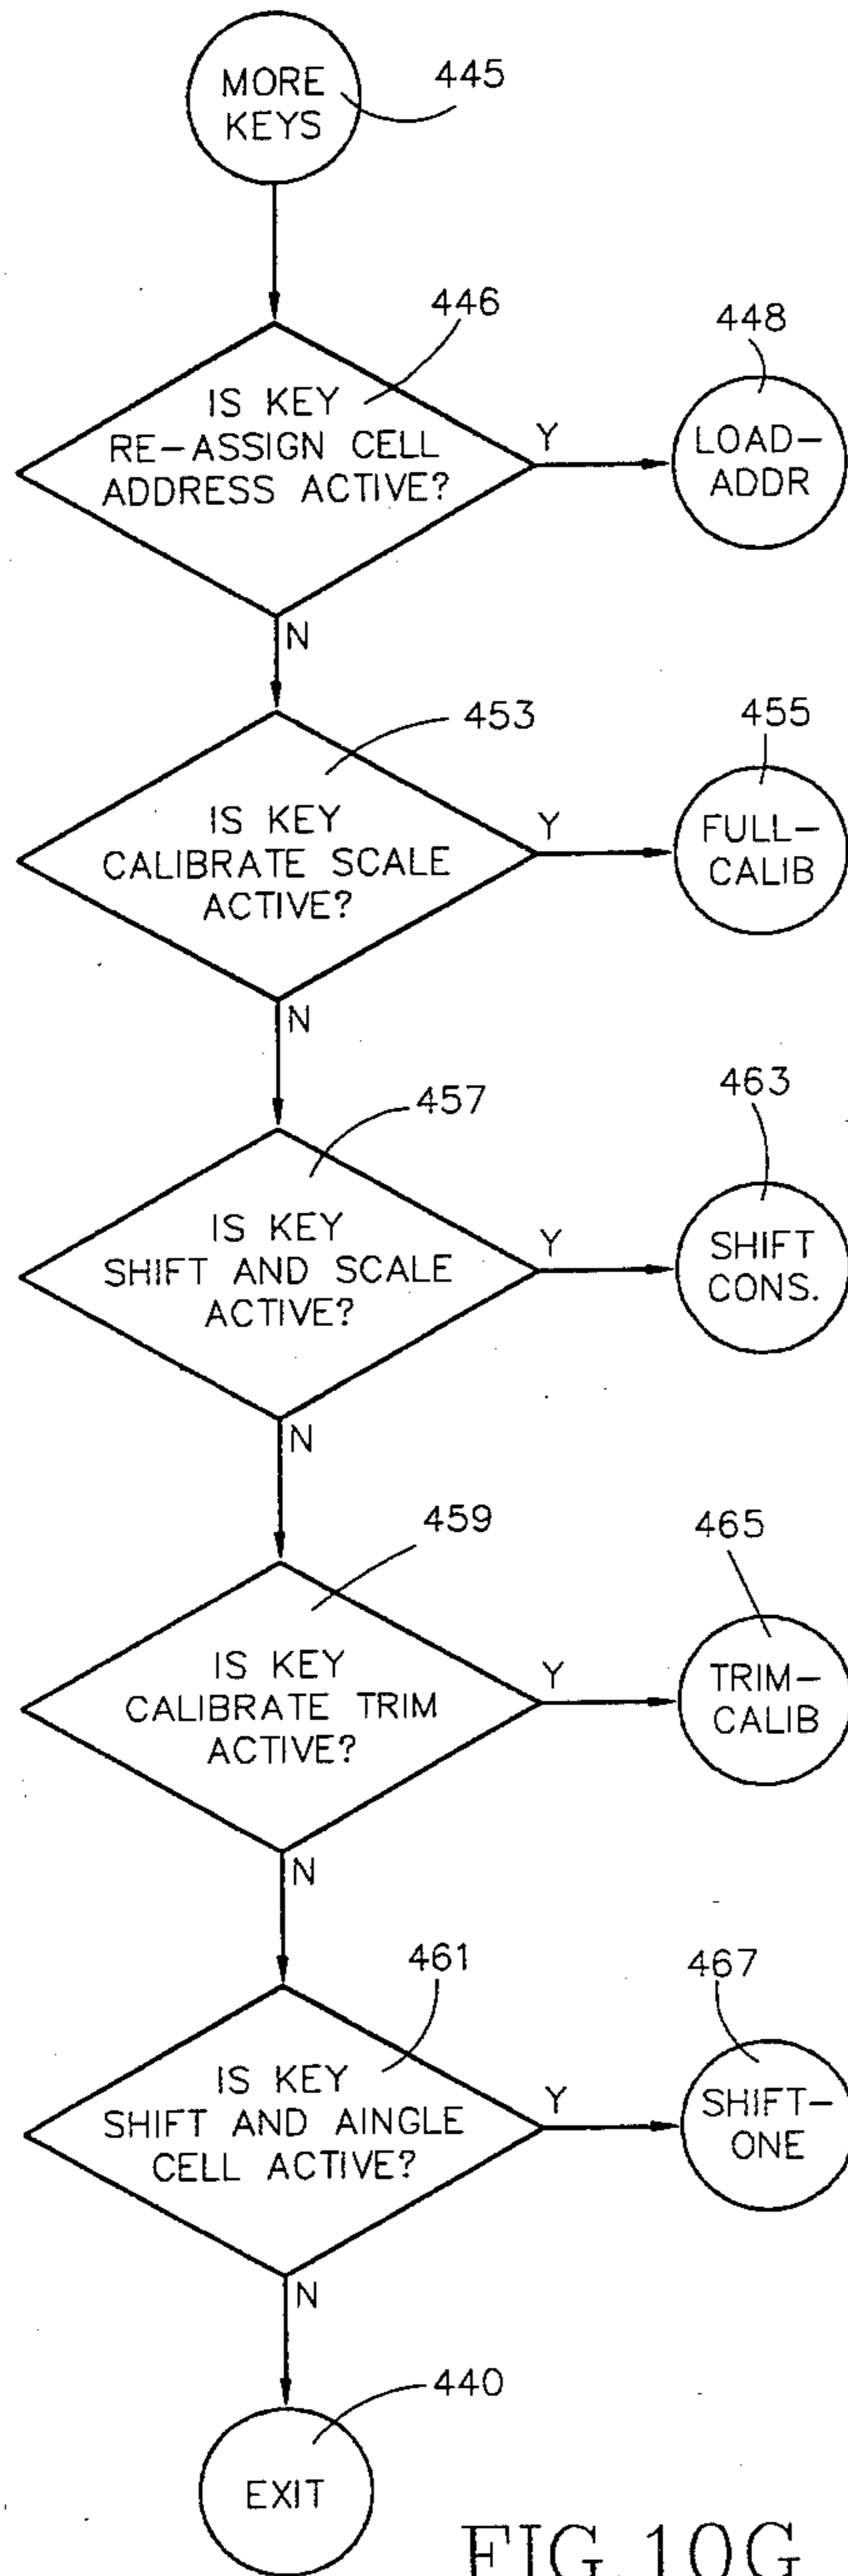 MORE
KEYS
445
446
IS KEY
RE-ASSIGN CELL
ADDRESS ACTIVE?
Y
448
LOAD-
ADDR
N
453
IS KEY
CALIBRATE SCALE
ACTIVE?
Y
455
FULL-
CALIB
N
457
IS KEY
SHIFT AND SCALE
ACTIVE?
Y
463
SHIFT
CONS.
N
459
IS KEY
CALIBRATE TRIM
ACTIVE?
Y
465
TRIM-
CALIB
N
461
IS KEY
SHIFT AND AINGLE
CELL ACTIVE?
Y
467
SHIFT-
ONE
N
440
EXIT
FIG. 10G